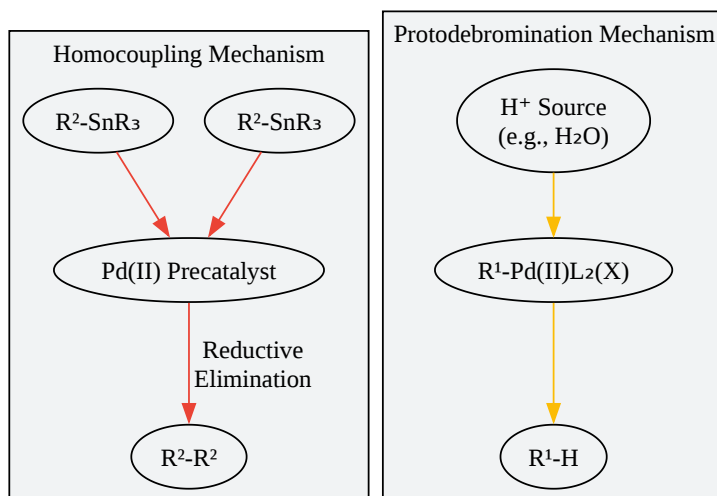 Homocoupling Mechanism
R²-SnR₃
R²-SnR₃
Pd(II) Precatalyst
Reductive
Elimination
R²-R²
Protodebromination Mechanism
H⁺ Source
(e.g., H₂O)
R¹-Pd(II)L₂(X)
R¹-H